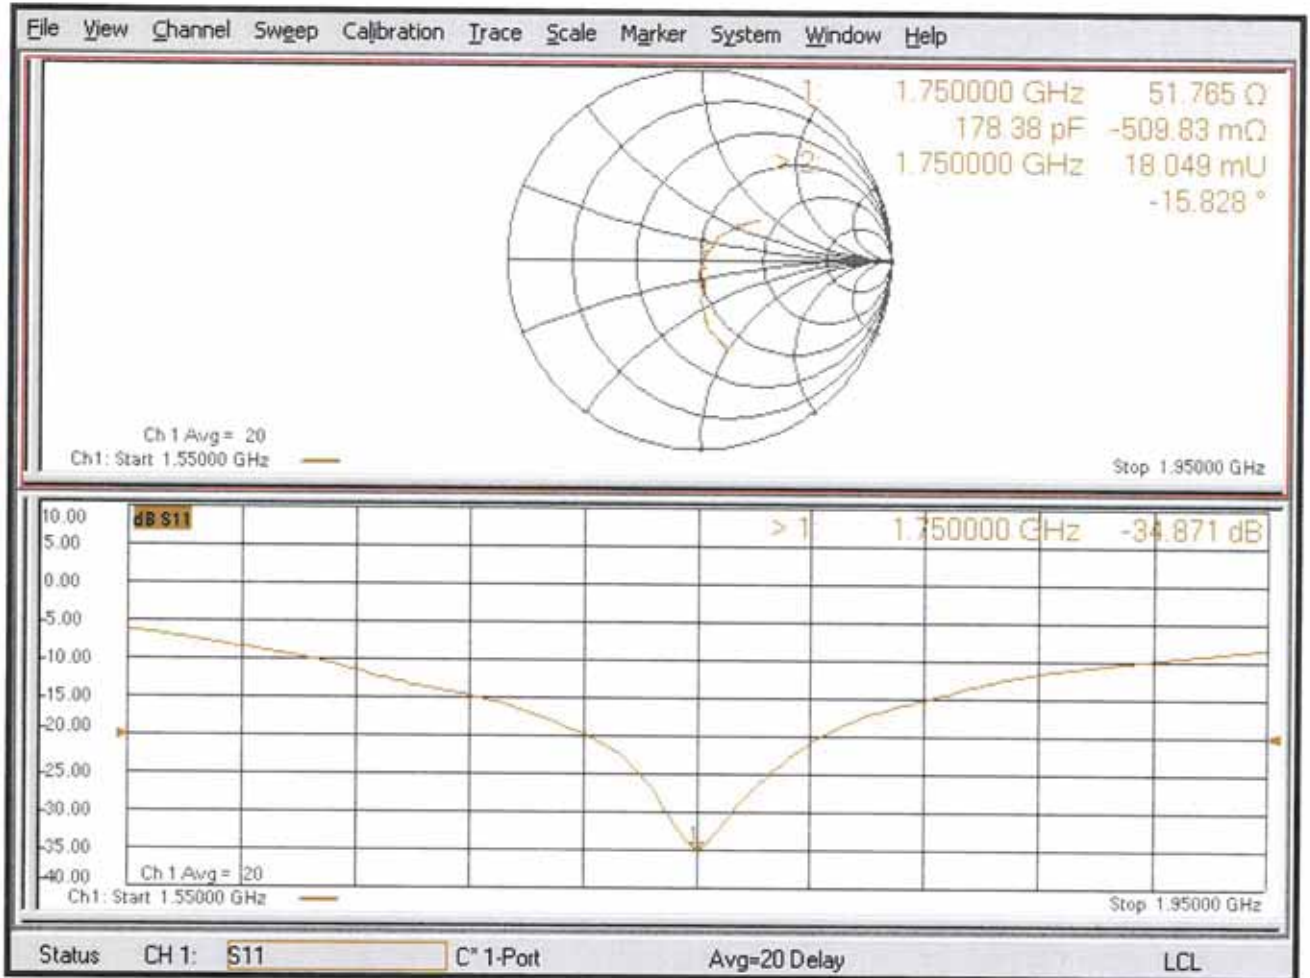 File View Channel Sweep Calibration Trace Scale Marker System Window Help
1: 1.750000 GHz 51.765 Ω
178.38 pF -509.83 mΩ
> 2: 1.750000 GHz 18.049 mU
-15.828 °
Ch 1 Avg = 20
Ch1: Start 1.55000 GHz
Stop 1.95000 GHz
10.00
dB S11
> 1: 1.750000 GHz -34.871 dB
5.00
0.00
-5.00
-10.00
-15.00
-20.00
-25.00
-30.00
-35.00
-40.00
1
Ch 1 Avg = 20
Ch1: Start 1.55000 GHz
Stop 1.95000 GHz
Status CH 1: S11 C* 1-Port Avg=20 Delay LCL